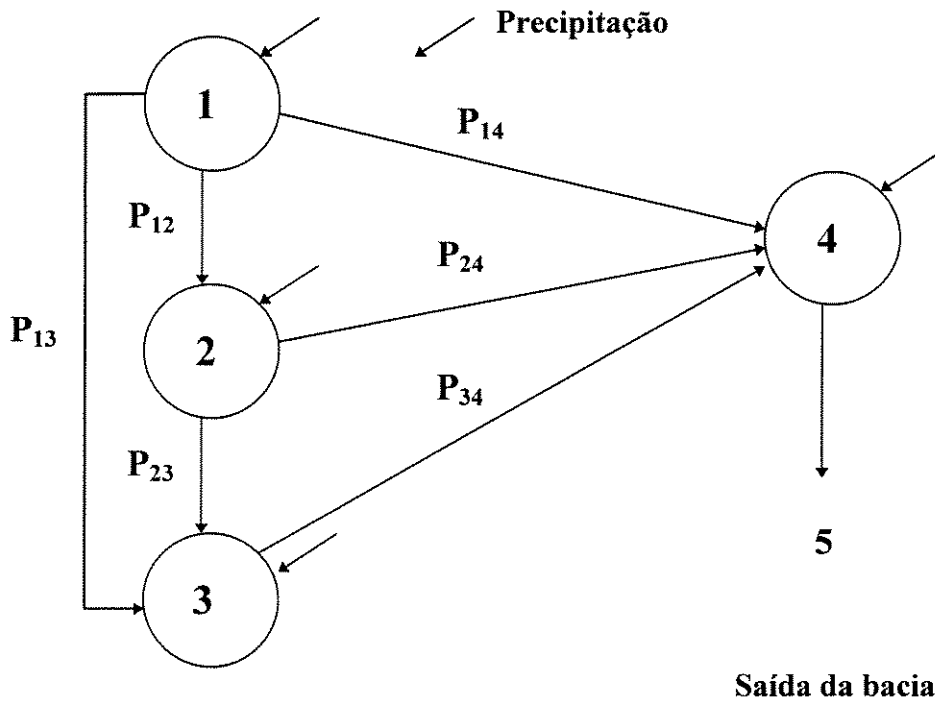 Precipitação
1
P₁₄
P₁₂
4
P₂₄
P₁₃
2
P₃₄
P₂₃
5
3
Saída da bacia